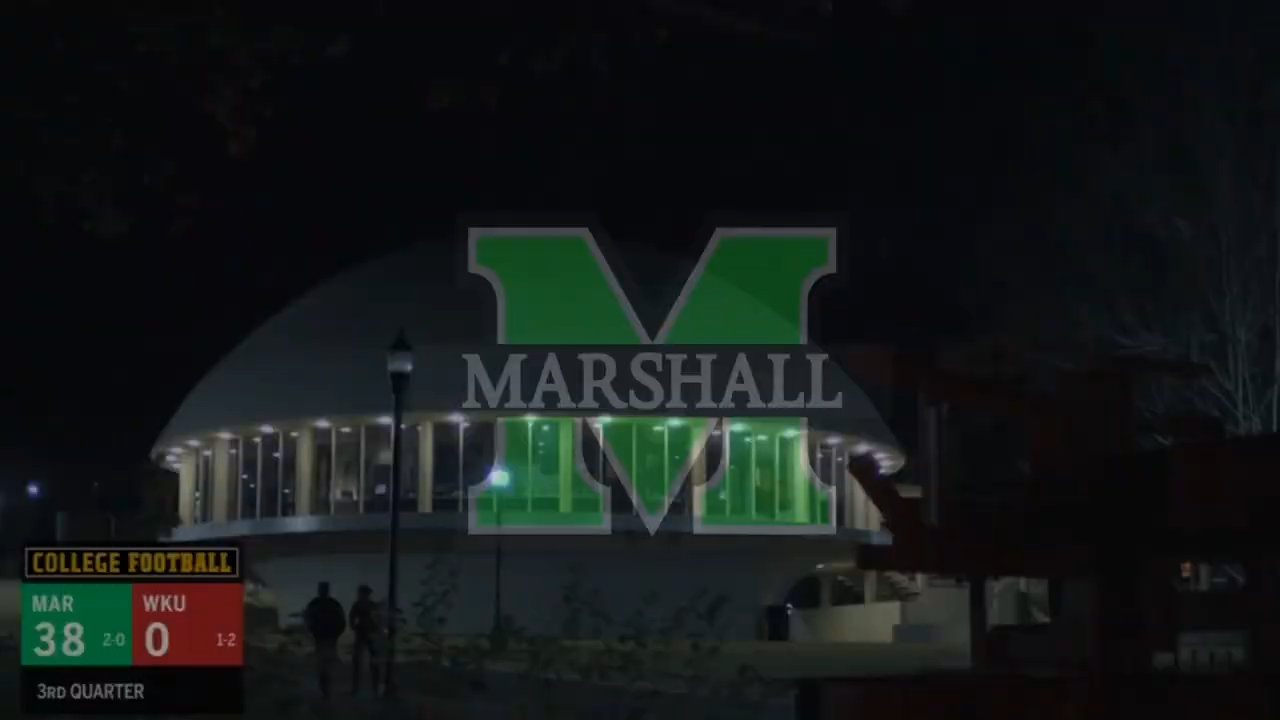 MARSHALL
COLLEGE FOOTBALL
MAR WKU
38 2-0 0 1-2
3RD QUARTER